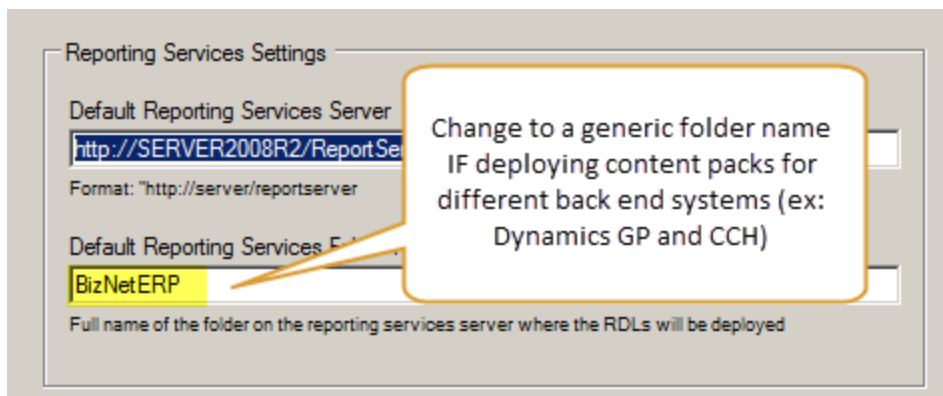 Reporting Services Settings
Default Reporting Services Server
http://SERVER2008R2/ReportSe
Format: "http://server/reportserver
Change to a generic folder name
IF deploying content packs for
different back end systems (ex:
Dynamics GP and CCH)
Default Reporting Services
BizNetERP
Full name of the folder on the reporting services server where the RDLs will be deployed